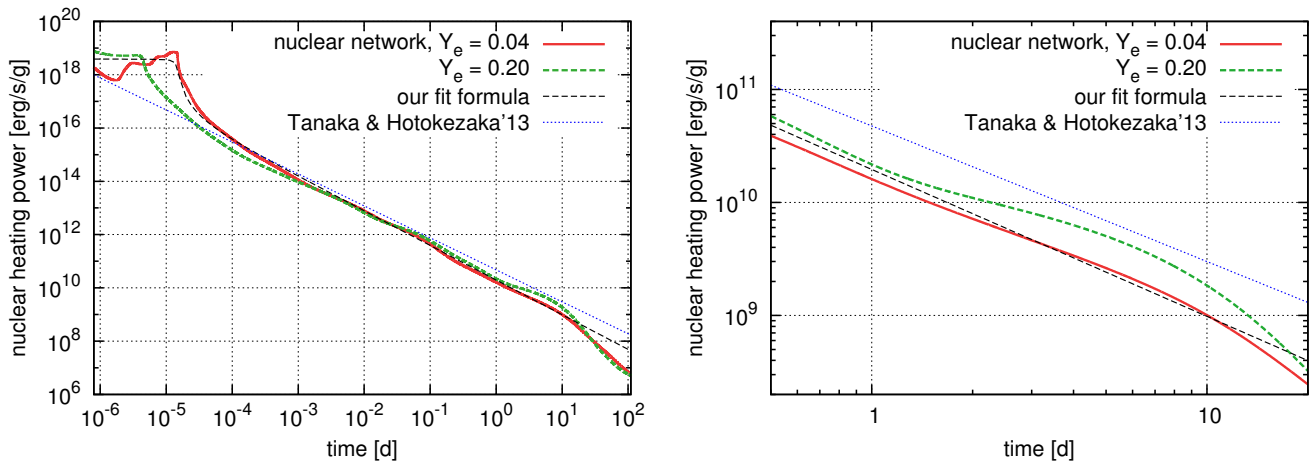 nuclear heating power [erg/s/g]
10^20
10^18
10^16
10^14
10^12
10^10
10^8
10^6
nuclear network, Y_e = 0.04
Y_e = 0.20
our fit formula
Tanaka & Hotokezaka'13
10^-6 10^-5 10^-4 10^-3 10^-2 10^-1 10^0 10^1 10^2
time [d]
nuclear heating power [erg/s/g]
10^11
10^10
10^9
nuclear network, Y_e = 0.04
Y_e = 0.20
our fit formula
Tanaka & Hotokezaka'13
1 10
time [d]